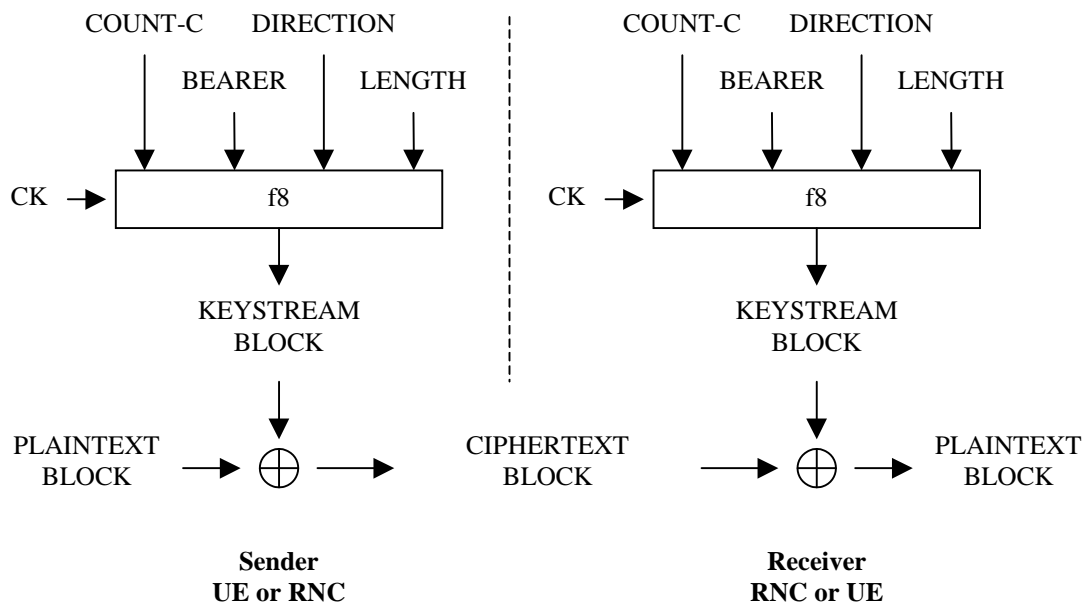 COUNT-C DIRECTION COUNT-C DIRECTION
BEARER LENGTH BEARER LENGTH
CK f8 CK f8
KEYSTREAM KEYSTREAM
BLOCK BLOCK
PLAINTEXT CIPHERTEXT PLAINTEXT
BLOCK BLOCK BLOCK
Sender Receiver
UE or RNC RNC or UE